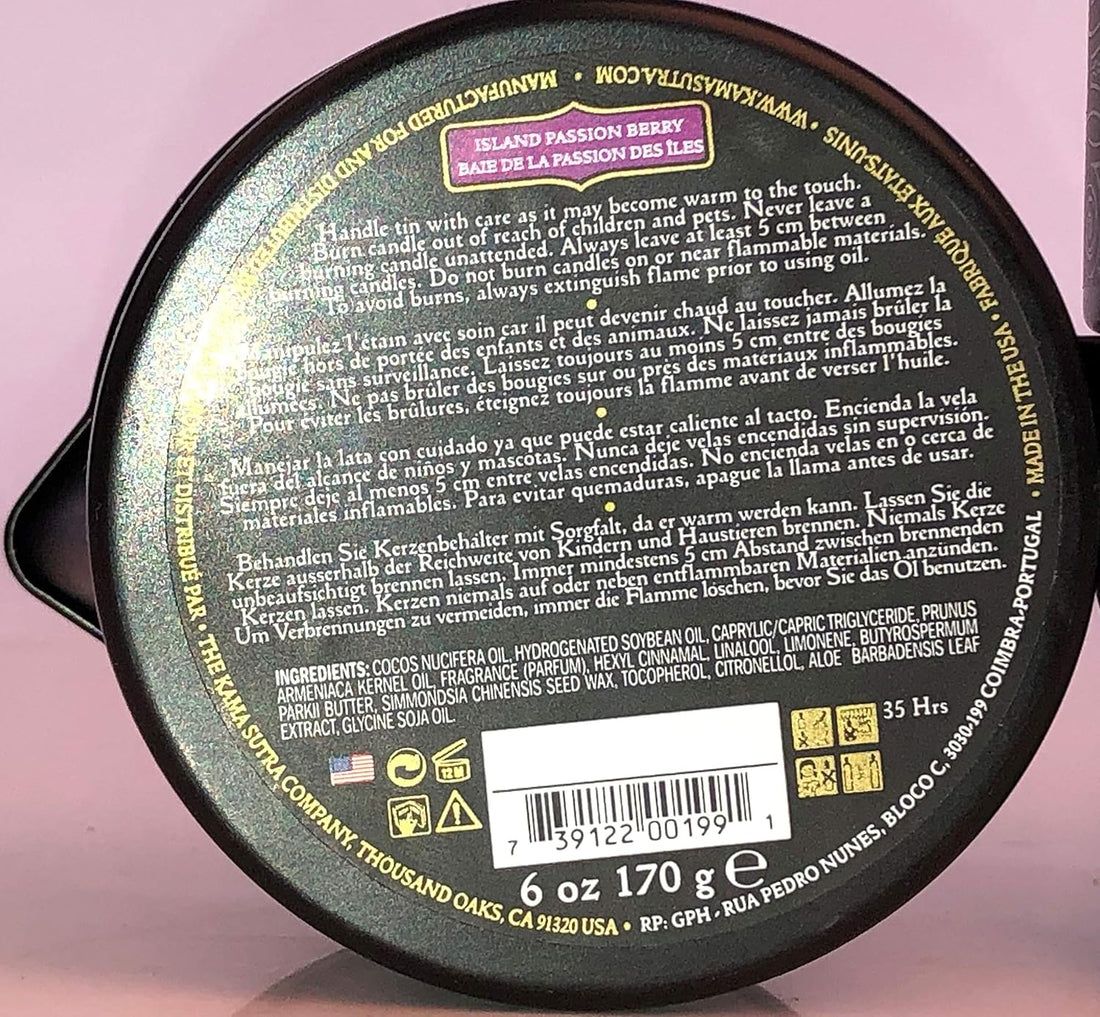 ISLAND PASSION BERRY
BAIE DE LA PASSION DES ÎLES
Handle tin with care as it may become warm to the touch.
Burn candle out of reach of children and pets. Never leave a
burning candle unattended. Always leave at least 5 cm between
burning candles. Do not burn candles on or near flammable materials.
To avoid burns, always extinguish flame prior to using oil.
l'étain avec soin car il peut devenir chaud au toucher. Allumez la
hors de portée des enfants et des animaux. Ne laissez jamais brûler la
bougie sans surveillance. Laissez toujours au moins 5 cm entre des bougies
allumées. Ne pas brûler des bougies sur ou près des matériaux inflammables.
Pour éviter les brûlures, éteignez toujours la flamme avant de verser l'huile.
Manejar la lata con cuidado ya que puede estar caliente al tacto. Encienda la vela
fuera del alcance de niños y mascotas. Nunca deje velas encendidas sin supervisión.
Siempre deje al menos 5 cm entre velas encendidas. No encienda velas en o cerca de
materiales inflamables. Para evitar quemaduras, apague la llama antes de usar.
Behandlen Sie Kerzenbehälter mit Sorgfalt, da er warm werden kann. Lassen Sie die
Kerze ausserhalb der Reichweite von Kindern und Haustieren brennen. Niemals Kerze
unbeaufsichtigt brennen lassen. Immer mindestens 5 cm Abstand zwischen brennenden
Kerzen lassen. Kerzen niemals auf oder neben entflammbaren Materialien anzünden.
Um Verbrennungen zu vermeiden, immer die Flamme löschen, bevor Sie das Öl benutzen.
INGREDIENTS: COCOS NUCIFERA OIL, HYDROGENATED SOYBEAN OIL, CAPRYLIC/CAPRIC TRIGLYCERIDE, PRUNUS
ARMENIACA KERNEL OIL, FRAGRANCE (PARFUM), HEXYL CINNAMAL, LINALOOL, LIMONENE, BUTYROSPERMUM
PARKII BUTTER, SIMMONDSIA CHINENSIS SEED WAX, TOCOPHEROL, CITRONELLOL, ALOE BARBADENSIS LEAF
EXTRACT, GLYCINE SOJA OIL.
12 M
35 Hrs
7 39122 00199 1
6 oz 170 g e
MANUFACTURED FOR AND DISTRIBUTED ET DISTRIBUÉ PAR • THE KAMA SUTRA COMPANY, THOUSAND OAKS, CA 91320 USA • RP: GPH - RUA PEDRO NUNES, BLOCO C, 3030-199 COIMBRA, PORTUGAL • MADE IN THE USA • FABRIQUÉ AUX ÉTATS-UNIS • WWW.KAMASUTRA.COM •